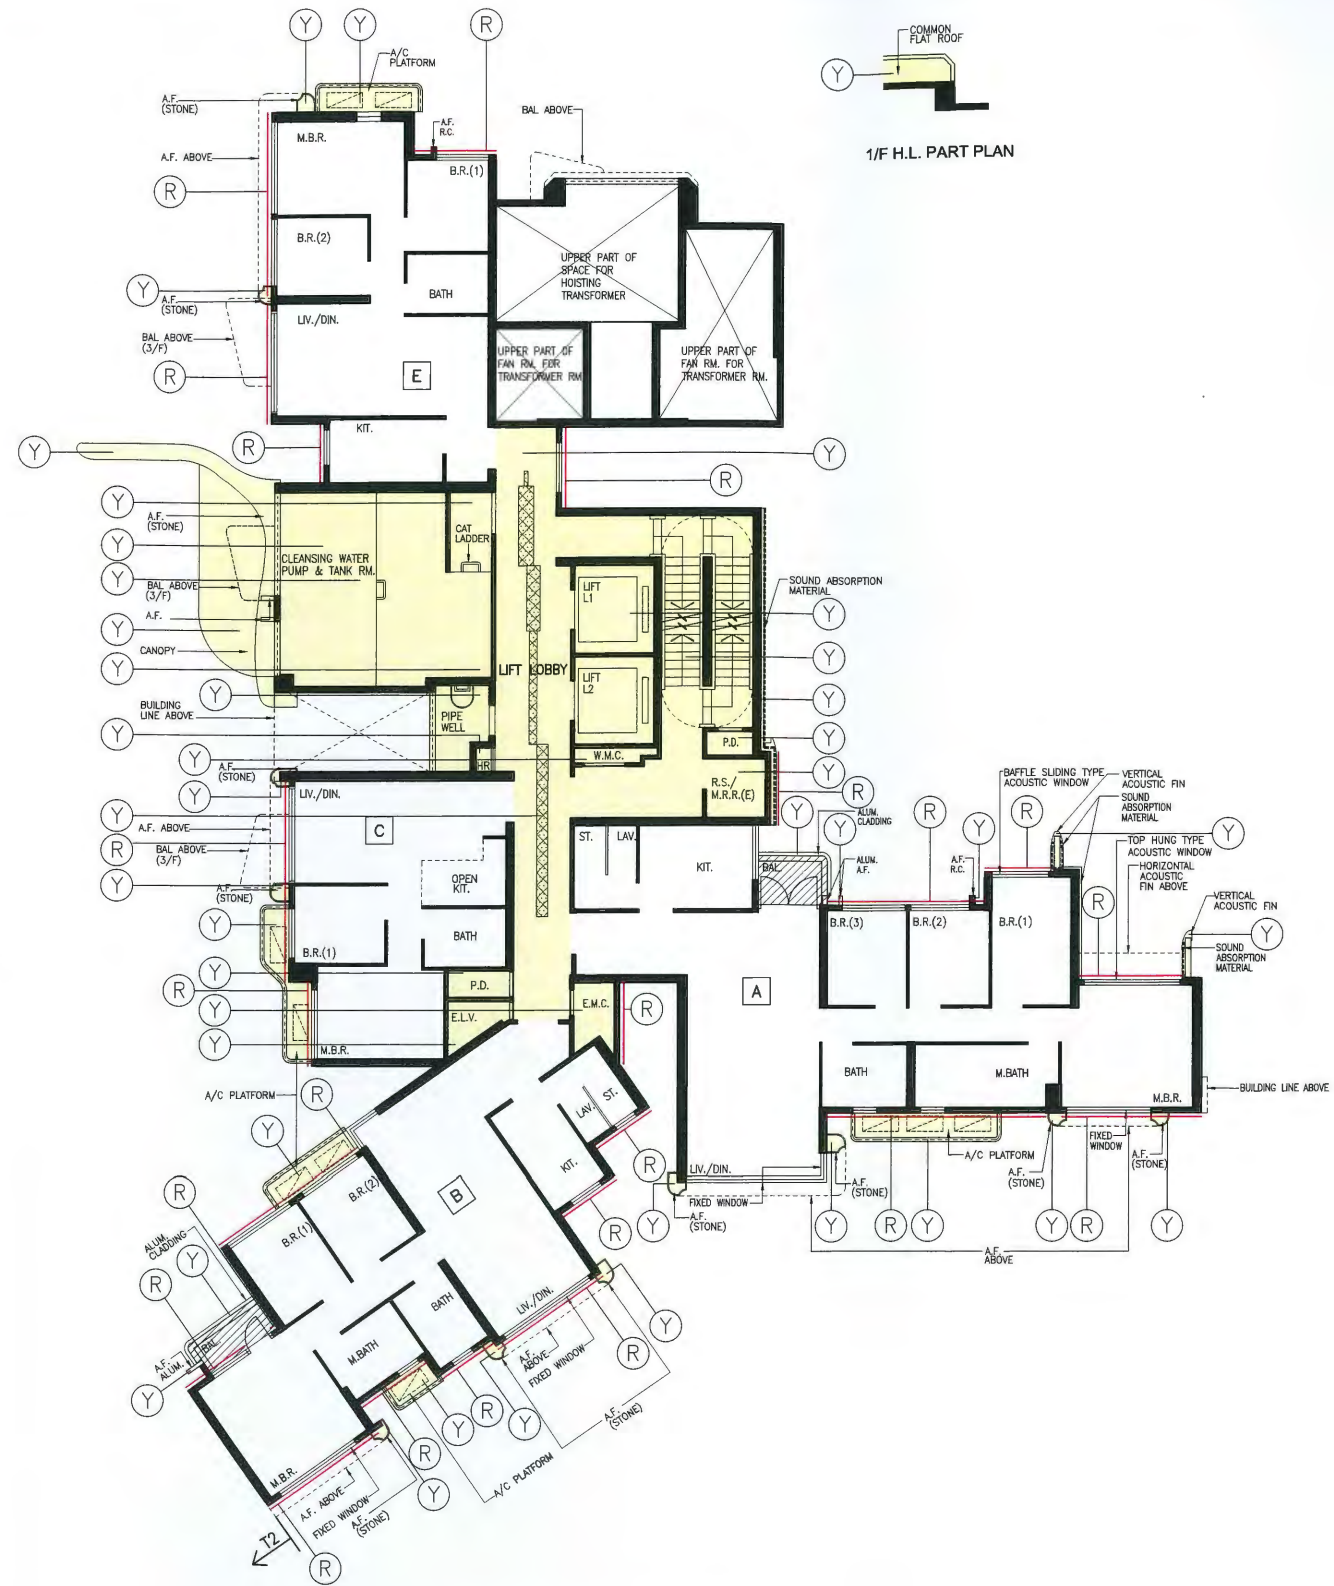 Y
Y
R
COMMON
FLAT ROOF
Y
A/C
PLATFORM
A.F.
(STONE)
BAL ABOVE
A.F.
R.C.
R
M.B.R.
1/F H.L. PART PLAN
A.F. ABOVE
B.R.(1)
R
B.R.(2)
UPPER PART OF
SPACE FOR
HOISTING
TRANSFORMER
Y
A.F.
(STONE)
BATH
LIV./DIN.
BAL ABOVE
(3/F)
UPPER PART OF
FAN RM. FOR
TRANSFORMER RM
UPPER PART OF
FAN RM. FOR
TRANSFORMER RM.
R
E
KIT.
R
Y
Y
R
Y
A.F.
(STONE)
CAT
LADDER
Y
CLEANSING WATER
PUMP & TANK RM.
Y
BAL ABOVE
(3/F)
LIFT
L1
SOUND ABSORPTION
MATERIAL
Y
A.F.
Y
CANOPY
Y
Y
LIFT LOBBY
LIFT
L2
Y
Y
BUILDING
LINE ABOVE
PIPE
WELL
Y
P.D.
Y
Y
W.M.C.
HR
A.F.
(STONE)
Y
R.S./
M.R.R.(E)
Y
R
BAFFLE SLIDING TYPE
ACOUSTIC WINDOW
VERTICAL
ACOUSTIC FIN
Y
LIV./DIN.
SOUND
ABSORPTION
MATERIAL
Y
A.F. ABOVE
C
ST.
LAV.
KIT.
Y
ALUM.
CLADDING
Y
R
Y
R
Y
R
BAL ABOVE
(3/F)
TOP HUNG TYPE
ACOUSTIC WINDOW
HORIZONTAL
ACOUSTIC
FIN ABOVE
BAL.
ALUM.
A.F.
A.F.
R.C.
Y
A.F.
(STONE)
OPEN
KIT.
R
VERTICAL
ACOUSTIC FIN
Y
B.R.(1)
BATH
B.R.(3)
B.R.(2)
B.R.(1)
Y
SOUND
ABSORPTION
MATERIAL
Y
R
R
P.D.
A
E.M.C.
R
Y
E.L.V.
Y
M.B.R.
BATH
M.BATH
M.B.R.
BUILDING LINE ABOVE
A/C PLATFORM
R
LAV.
ST.
Y
FIXED
WINDOW
A/C PLATFORM
A.F.
(STONE)
A.F.
(STONE)
R
KIT.
LIV./DIN.
B.R.(2)
R
B
A.F.
(STONE)
FIXED WINDOW
A.F.
(STONE)
Y
Y
R
Y
Y
R
Y
B.R.(1)
R
ALUM.
CLADDING
A.F.
ABOVE
Y
R
LIV./DIN.
BATH
Y
BAL.
M.BATH
A.F.
ALUM.
A.F.
ABOVE
FIXED WINDOW
R
Y
R
Y
Y
A.F.
(STONE)
R
M.B.R.
A/C PLATFORM
Y
A.F. ABOVE
FIXED WINDOW
A.F.
(STONE)
T2
R